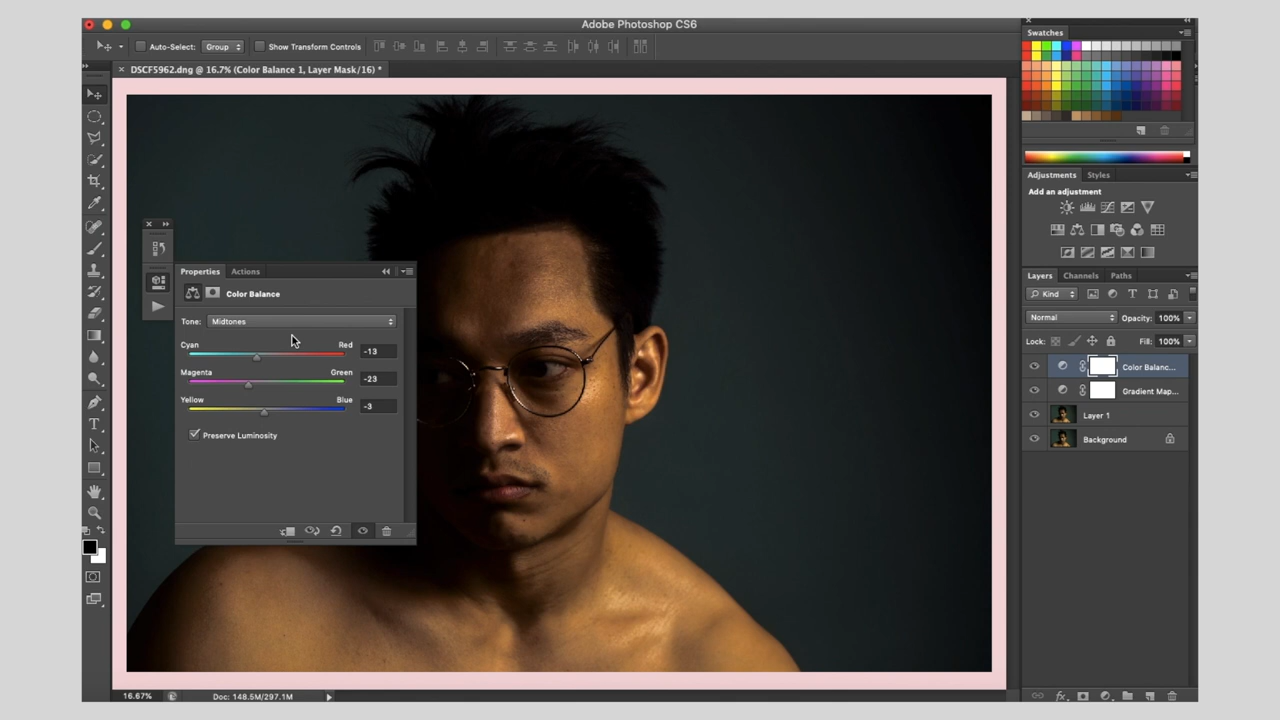 Adobe Photoshop CS6
Auto-Select: Group Show Transform Controls
DSCF5962.dng @ 16.7% (Color Balance 1, Layer Mask/16) *
Swatches
Adjustments Styles
Add an adjustment
Properties Actions
Color Balance
Tone: Midtones
Cyan Red -13
Magenta Green -23
Yellow Blue -3
Preserve Luminosity
Layers Channels Paths
Kind
Normal Opacity: 100%
Lock: Fill: 100%
Color Balanc...
Gradient Map...
Layer 1
Background
16.67% Doc: 148.5M/297.1M